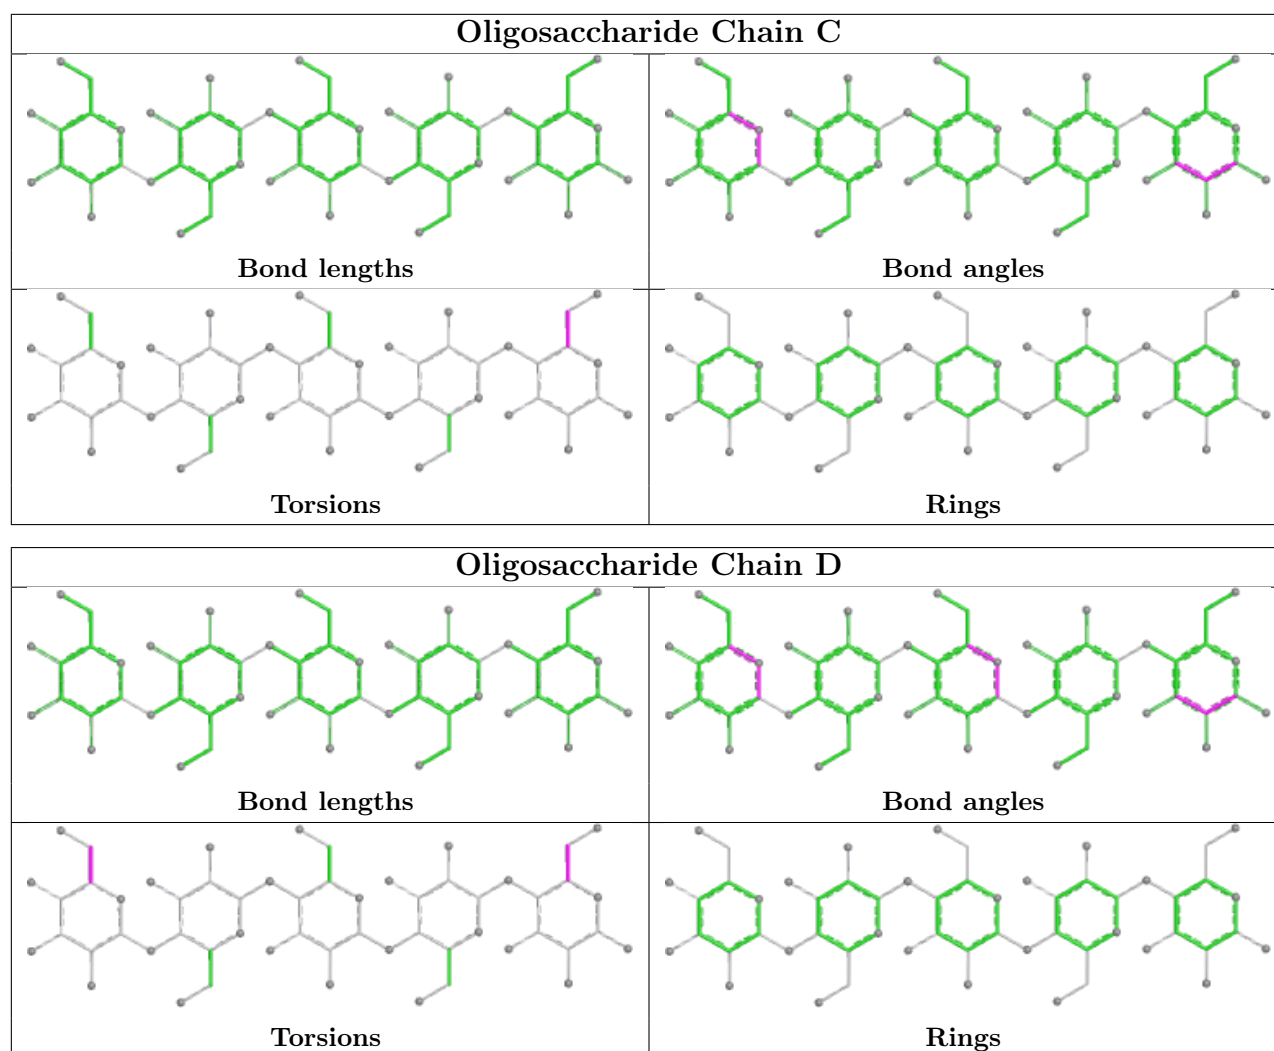 Oligosaccharide Chain C
Bond lengths
Bond angles
Torsions
Rings
Oligosaccharide Chain D
Bond lengths
Bond angles
Torsions
Rings